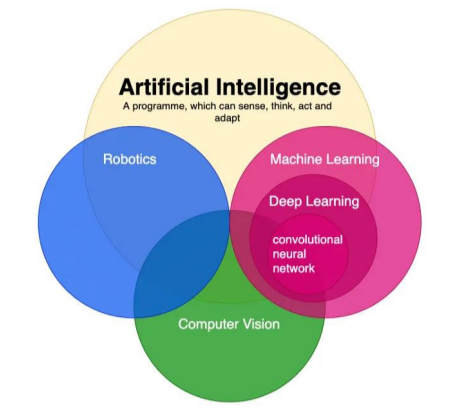 Artificial Intelligence
A programme, which can sense, think, act and
adapt
Robotics
Machine Learning
Deep Learning
convolutional
neural
network
Computer Vision